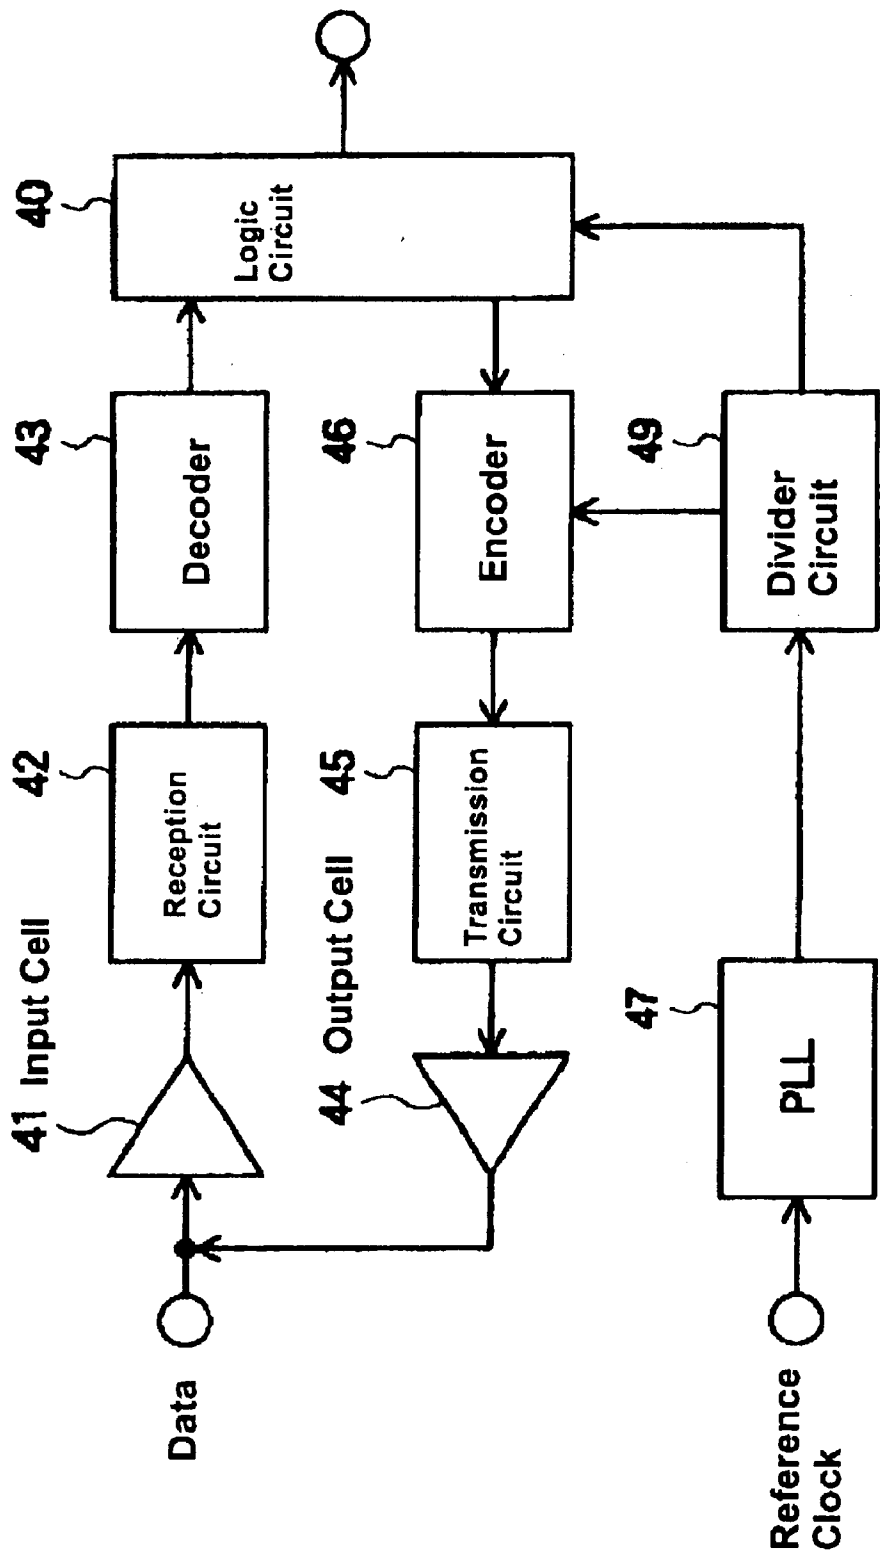 41 Input Cell
42
43
40
Reception
Circuit
Decoder
Logic
Circuit
Data
44 Output Cell
45
46
Transmission
Circuit
Encoder
47
49
PLL
Divider
Circuit
Reference
Clock